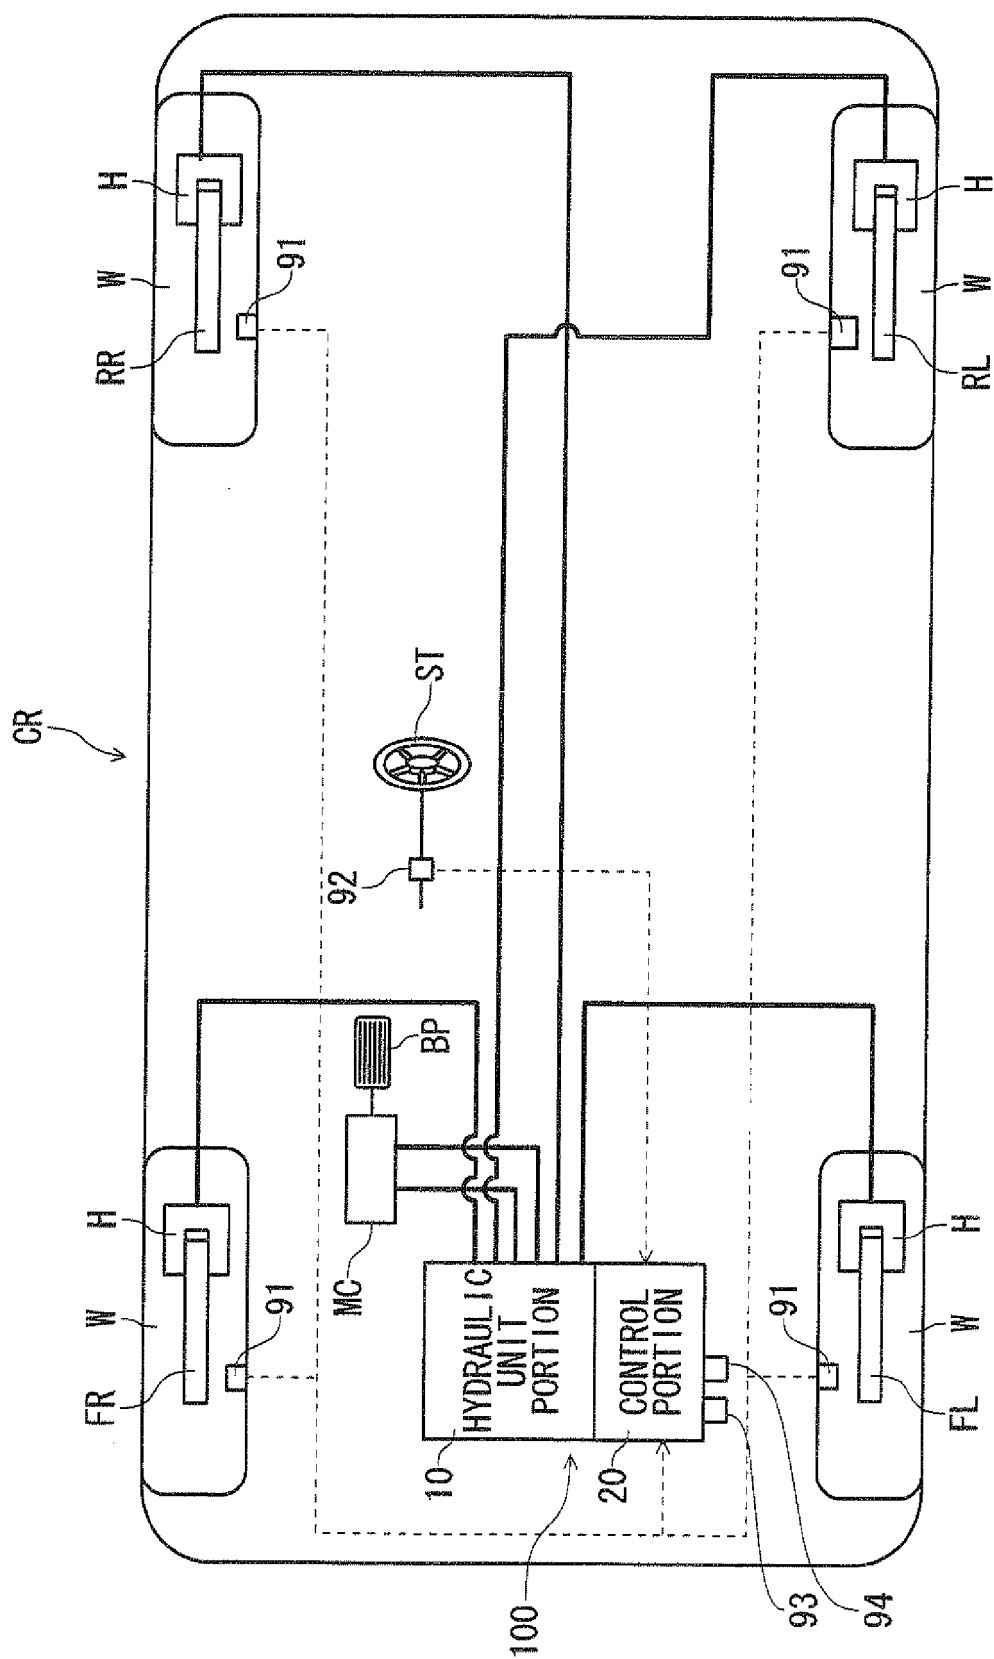 CR
FR
W
H
RR
W
H
91
91
MC
92
BP
ST
10
HYDRAULIC
UNIT
PORTION
100
20
CONTROL
PORTION
91
91
93
94
FL
W
H
RL
W
H